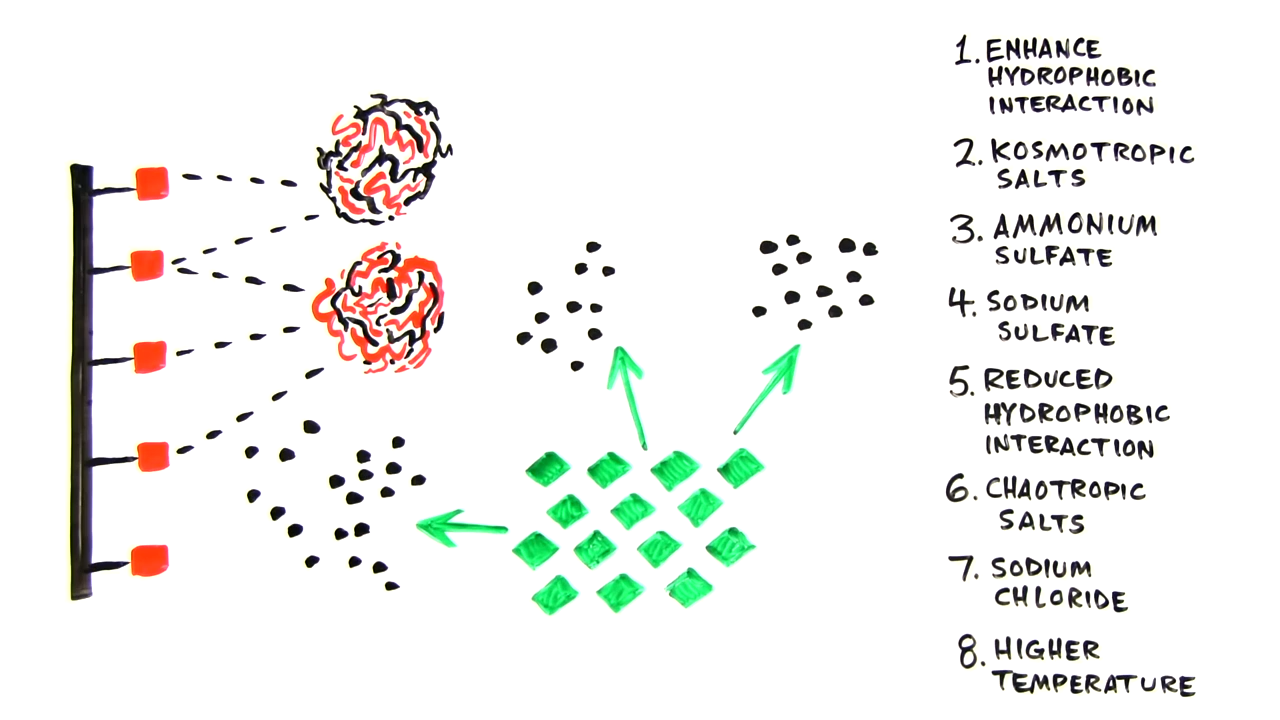 1. ENHANCE
HYDROPHOBIC
INTERACTION
2. KOSMOTROPIC
SALTS
3. AMMONIUM
SULFATE
4. SODIUM
SULFATE
5. REDUCED
HYDROPHOBIC
INTERACTION
6. CHAOTROPIC
SALTS
7. SODIUM
CHLORIDE
8. HIGHER
TEMPERATURE